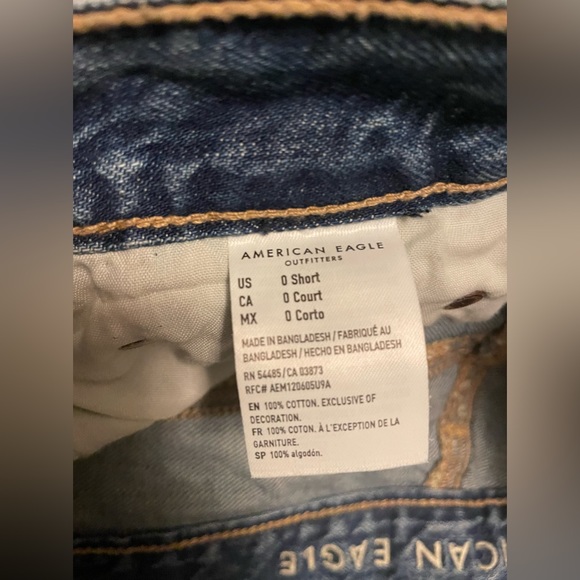 AMERICAN EAGLE
OUTFITTERS
US 0 Short
CA 0 Court
MX 0 Corto
MADE IN BANGLADESH / FABRIQUÉ AU
BANGLADESH / HECHO EN BANGLADESH
RN 54485/CA 03873
RFC# AEM120605U9A
EN 100% COTTON. EXCLUSIVE OF
DECORATION.
FR 100% COTON. À L'EXCEPTION DE LA
GARNITURE.
SP 100% algodón.
ICAN EAGLE